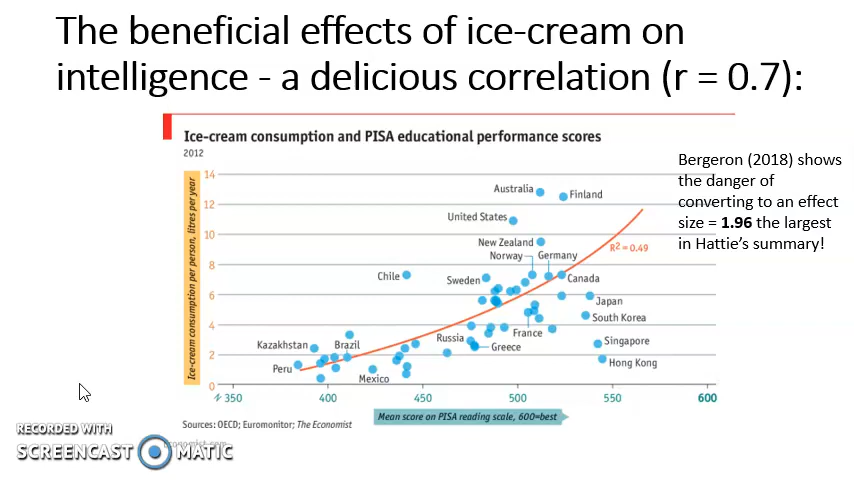 The beneficial effects of ice-cream on
intelligence - a delicious correlation (r = 0.7):
Ice-cream consumption and PISA educational performance scores
2012
Ice-cream consumption per person, litres per year
14
12
10
8
6
4
2
0
Australia
Finland
United States
New Zealand
Norway
Germany
R²=0.49
Chile
Sweden
Canada
Japan
South Korea
Kazakhstan
Brazil
Russia
France
Greece
Singapore
Peru
Mexico
Hong Kong
350
400
450
500
550
600
Mean score on PISA reading scale, 600=best
Sources: OECD; Euromonitor; The Economist
Bergeron (2018) shows
the danger of
converting to an effect
size = 1.96 the largest
in Hattie's summary!
RECORDED WITH
SCREENCAST MATIC